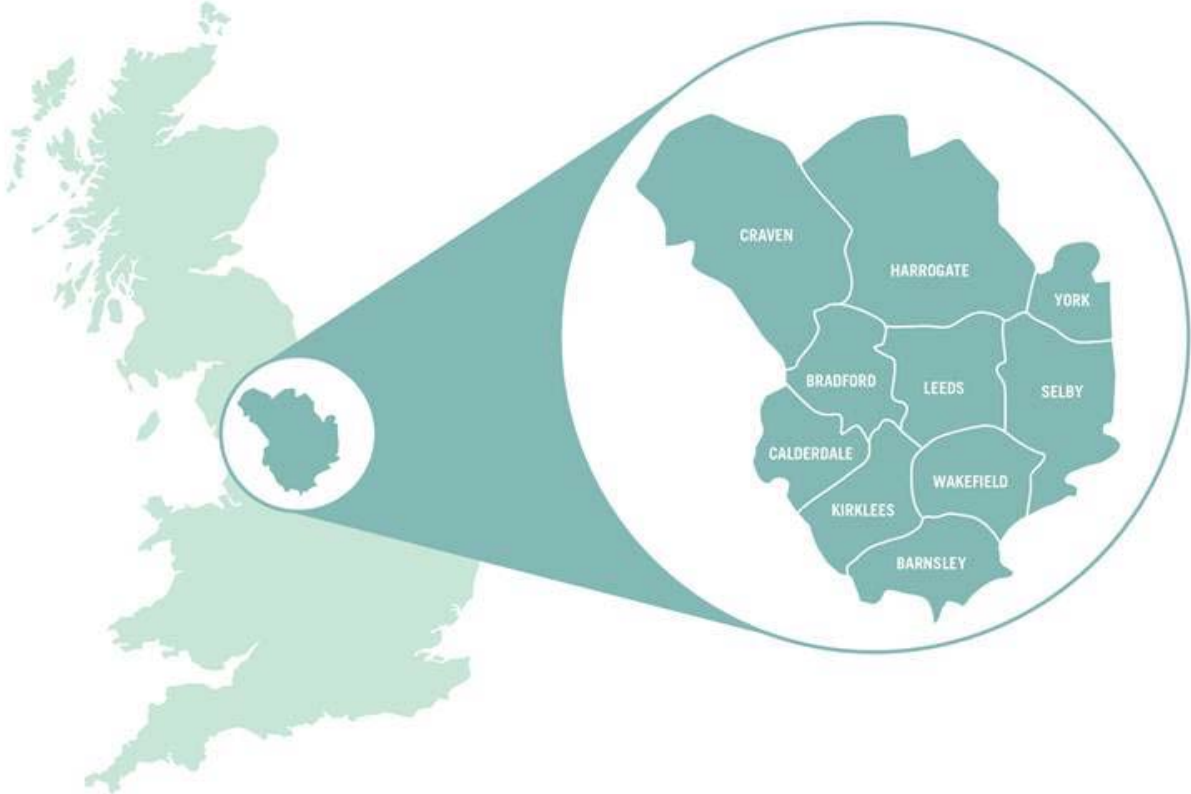 CRAVEN
HARROGATE
YORK
BRADFORD
LEEDS
SELBY
CALDERDALE
WAKEFIELD
KIRKLEES
BARNSLEY